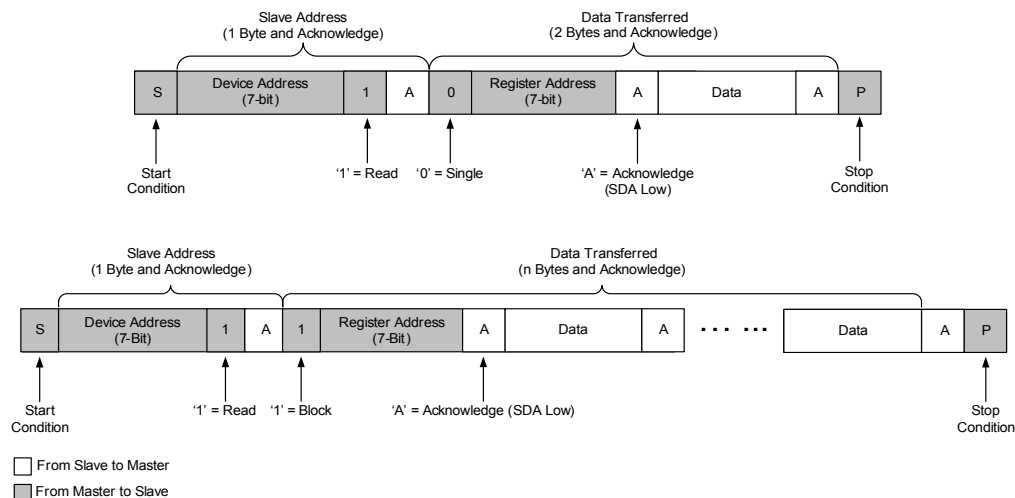 Slave Address
(1 Byte and Acknowledge)
Data Transferred
(2 Bytes and Acknowledge)
S
Device Address
(7-bit)
1
A
0
Register Address
(7-bit)
A
Data
A
P
Start
Condition
‘1’ = Read
‘0’ = Single
‘A’ = Acknowledge
(SDA Low)
Stop
Condition
Slave Address
(1 Byte and Acknowledge)
Data Transferred
(n Bytes and Acknowledge)
S
Device Address
(7-Bit)
1
A
1
Register Address
(7-Bit)
A
Data
A
... ...
Data
A
P
Start
Condition
‘1’ = Read
‘1’ = Block
‘A’ = Acknowledge (SDA Low)
Stop
Condition
From Slave to Master
From Master to Slave